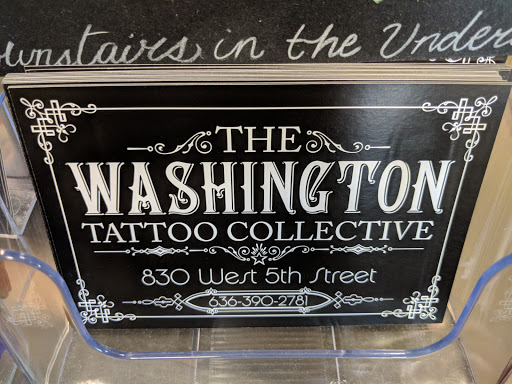 ownstairs in the Under
THE
WASHINGTON
TATTOO COLLECTIVE
830 West 5th Street
636-390-2781